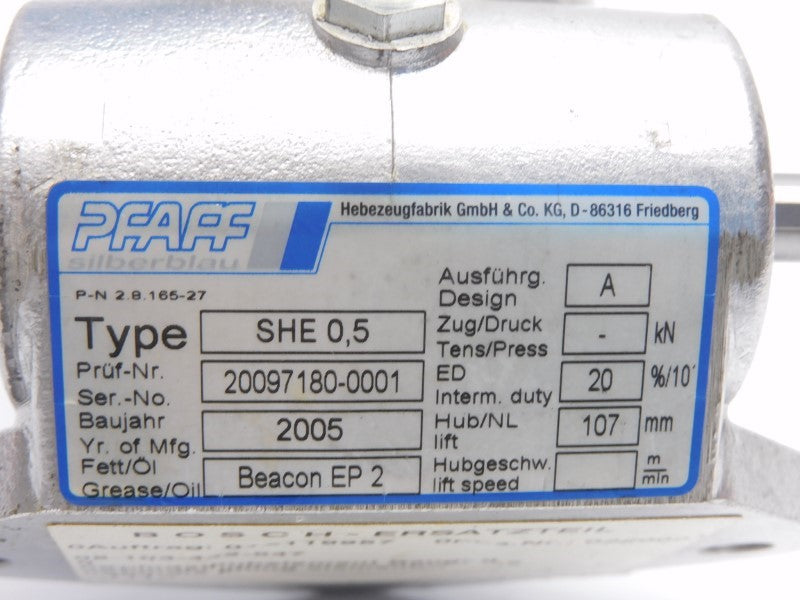 PFAFF
silberblau
Hebezeugfabrik GmbH & Co. KG, D-86316 Friedberg
P-N 2.8.165-27
Type SHE 0,5
Prüf-Nr.
Ser.-No. 20097180-0001
Baujahr
Yr. of Mfg. 2005
Fett/Öl
Grease/Oil Beacon EP 2
Ausführg.
Design A
Zug/Druck
Tens/Press - kN
ED
Interm. duty 20 %/10'
Hub/NL
lift 107 mm
Hubgeschw.
lift speed m/min
BOSCH-ERSATZTEIL